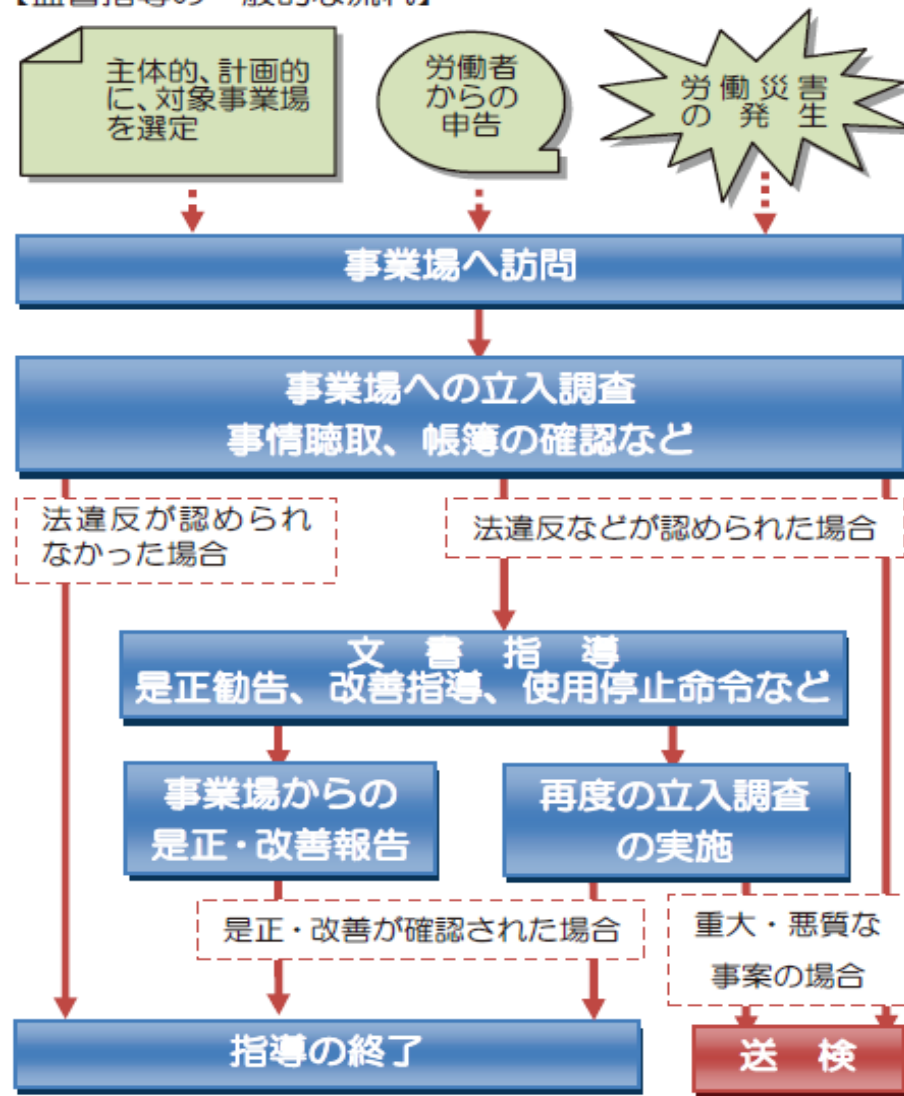 主体的、計画的
に、対象事業場
を選定
労働者
からの
申告
労働災害
の発生
事業場へ訪問
事業場への立入調査
事情聴取、帳簿の確認など
法違反が認められ
なかった場合
法違反などが認められた場合
文書指導
是正勧告、改善指導、使用停止命令など
事業場からの
是正・改善報告
再度の立入調査
の実施
是正・改善が確認された場合
重大・悪質な
事案の場合
指導の終了
送検